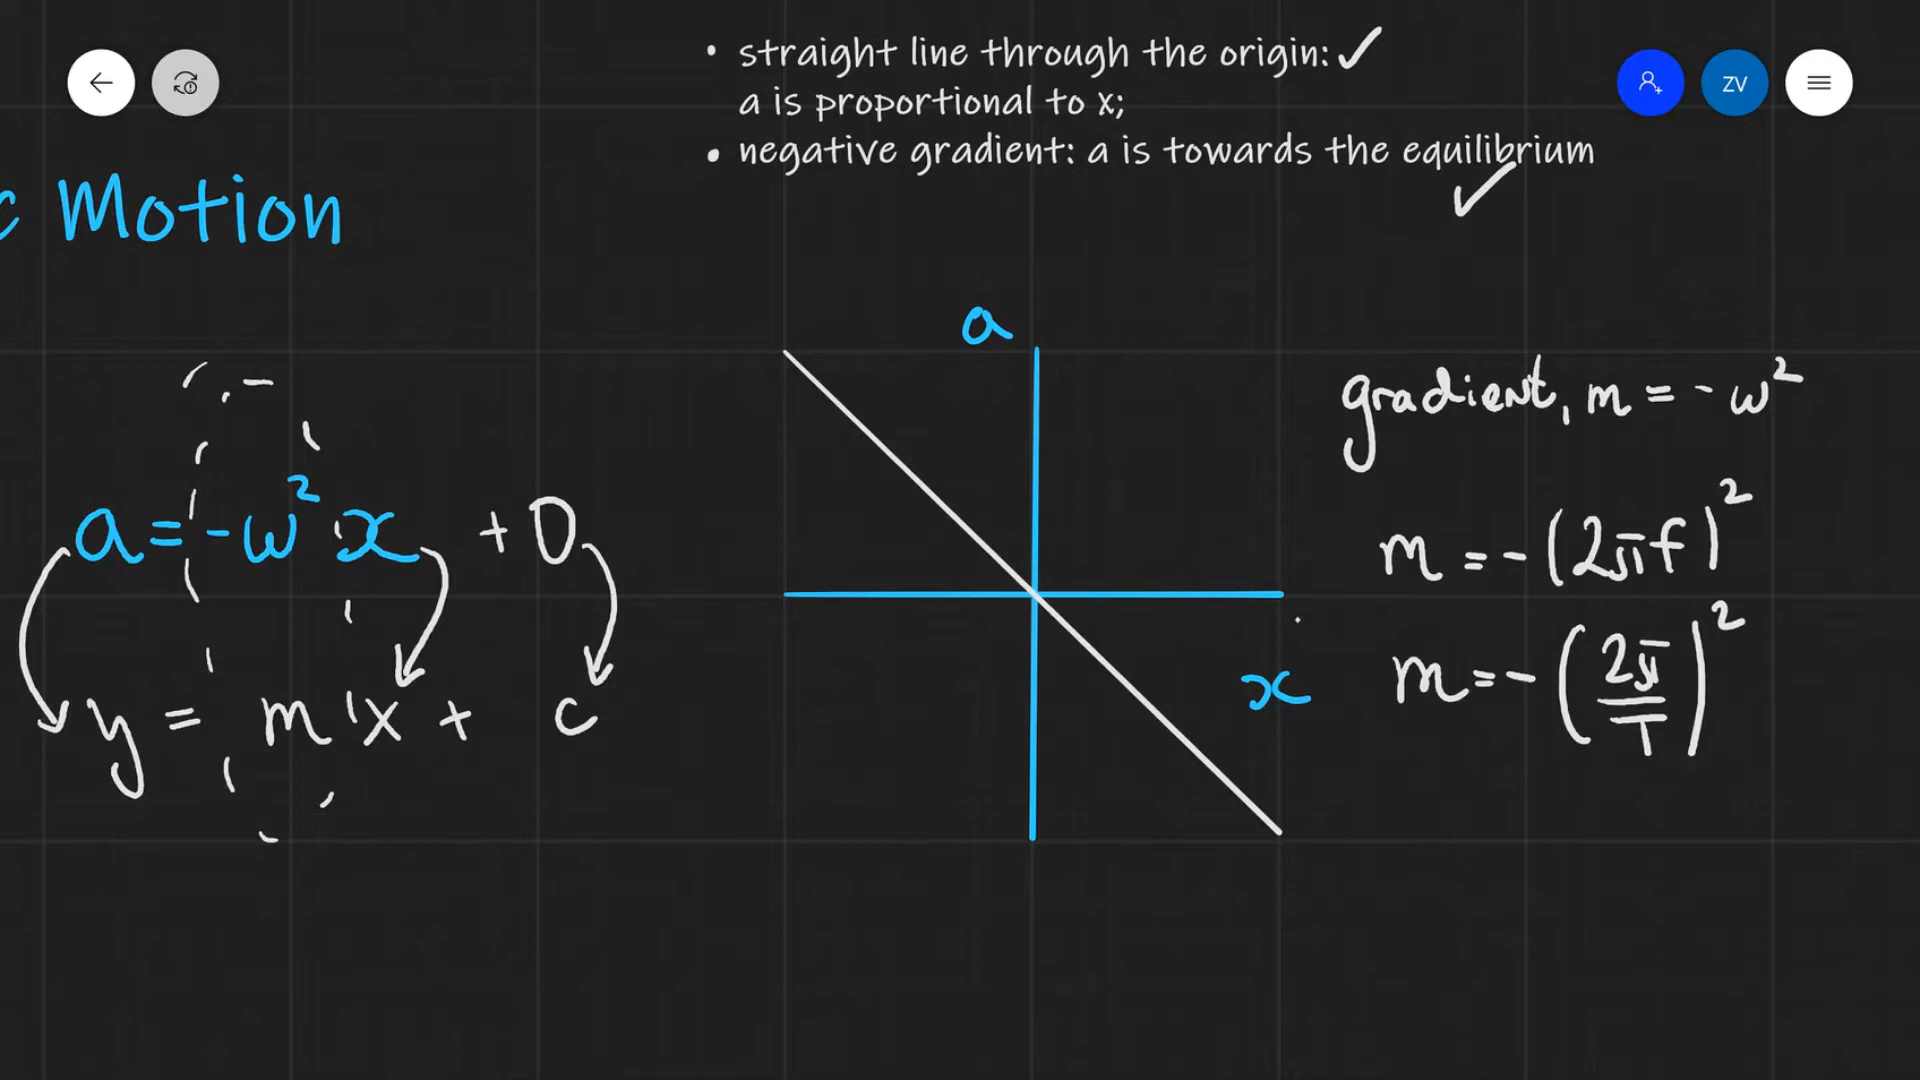 • straight line through the origin: ✓
a is proportional to x;
• negative gradient: a is towards the equilibrium ✓
ZV
c Motion
a = -ω² x + 0
y = m x + c
a
x
gradient, m = -ω²
m = -(2πf)²
m = -(2π/T)²